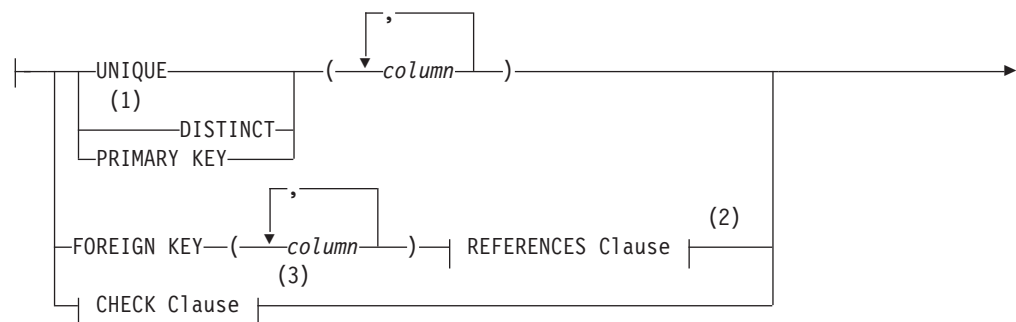 ,
UNIQUE ( column )
(1)
DISTINCT
PRIMARY KEY
,
(2)
FOREIGN KEY ( column ) REFERENCES Clause
(3)
CHECK Clause